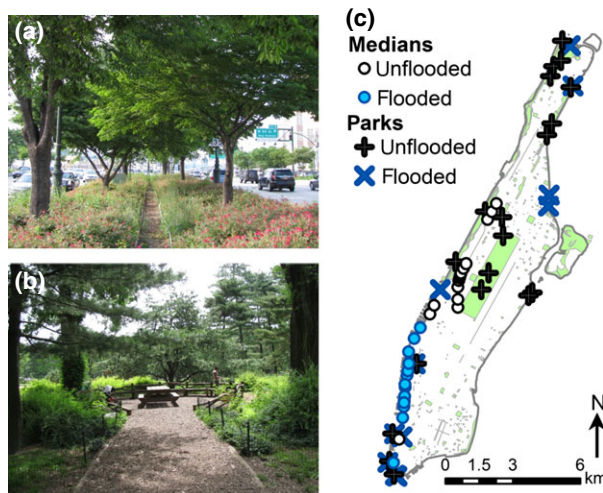 (a)
(b)
(c)
Medians
Unflooded
Flooded
Parks
Unflooded
Flooded
N
0 1.5 3 6
km